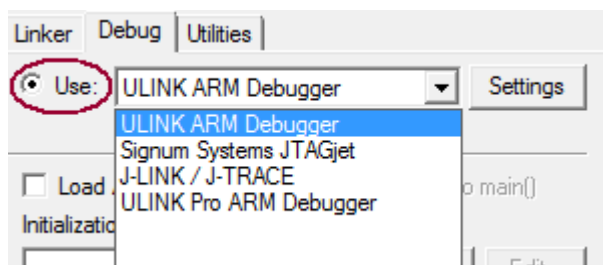 Linker Debug Utilities
Use: ULINK ARM Debugger Settings
ULINK ARM Debugger
Signum Systems JTAGjet
Load J-LINK / J-TRACE o main()
ULINK Pro ARM Debugger
Initializatio
Edit